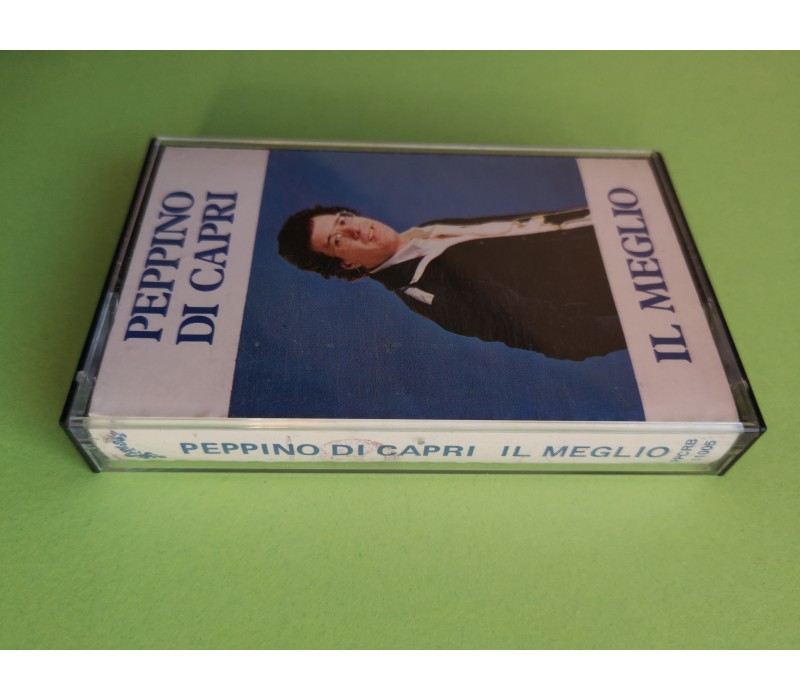 PEPPINO
DI CAPRI
IL MEGLIO
PEPPINO DI CAPRI IL MEGLIO